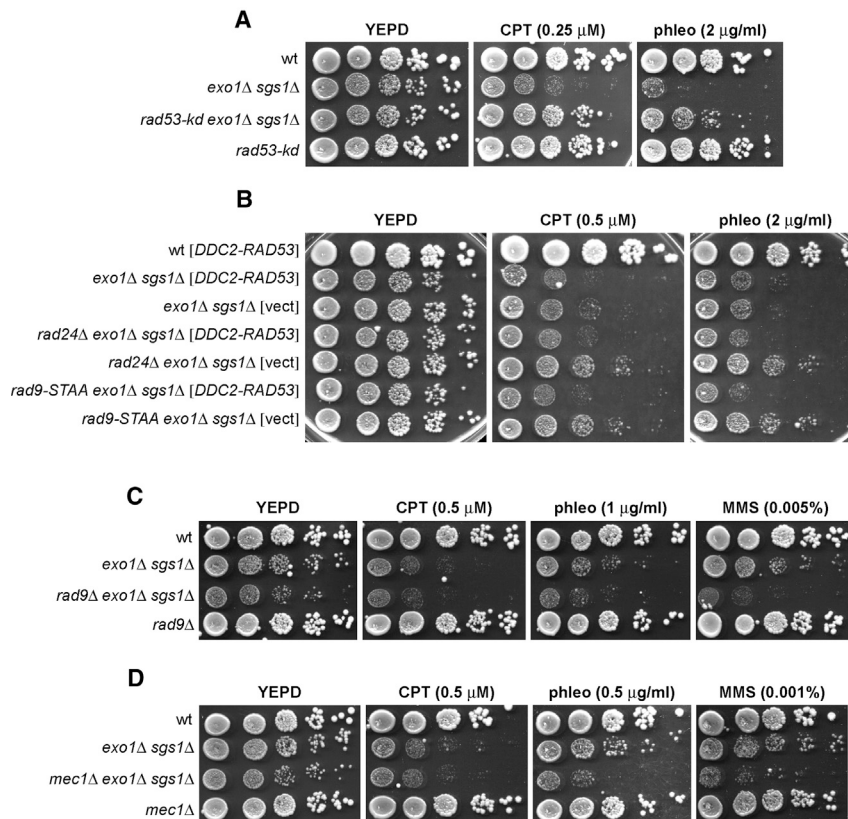 A
YEPD CPT (0.25 μM) phleo (2 μg/ml)
wt
exo1Δ sgs1Δ
rad53-kd exo1Δ sgs1Δ
rad53-kd
B
YEPD CPT (0.5 μM) phleo (2 μg/ml)
wt [DDC2-RAD53]
exo1Δ sgs1Δ [DDC2-RAD53]
exo1Δ sgs1Δ [vect]
rad24Δ exo1Δ sgs1Δ [DDC2-RAD53]
rad24Δ exo1Δ sgs1Δ [vect]
rad9-STAA exo1Δ sgs1Δ [DDC2-RAD53]
rad9-STAA exo1Δ sgs1Δ [vect]
C
YEPD CPT (0.5 μM) phleo (1 μg/ml) MMS (0.005%)
wt
exo1Δ sgs1Δ
rad9Δ exo1Δ sgs1Δ
rad9Δ
D
YEPD CPT (0.5 μM) phleo (0.5 μg/ml) MMS (0.001%)
wt
exo1Δ sgs1Δ
mec1Δ exo1Δ sgs1Δ
mec1Δ